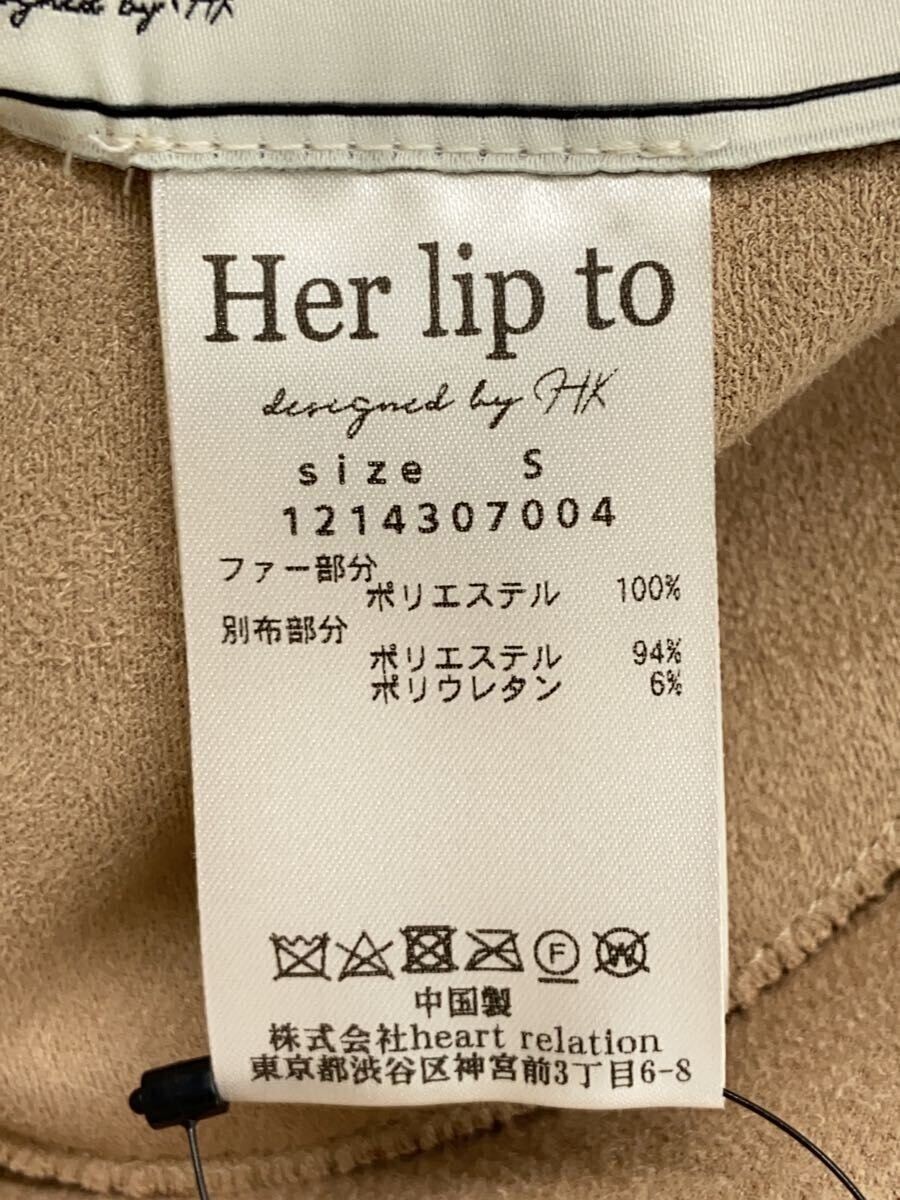 designed by HK
Her lip to
designed by HK
size S
1214307004
ファー部分
ポリエステル 100%
別布部分
ポリエステル 94%
ポリウレタン 6%
F W
中国製
株式会社heart relation
東京都渋谷区神宮前3丁目6-8